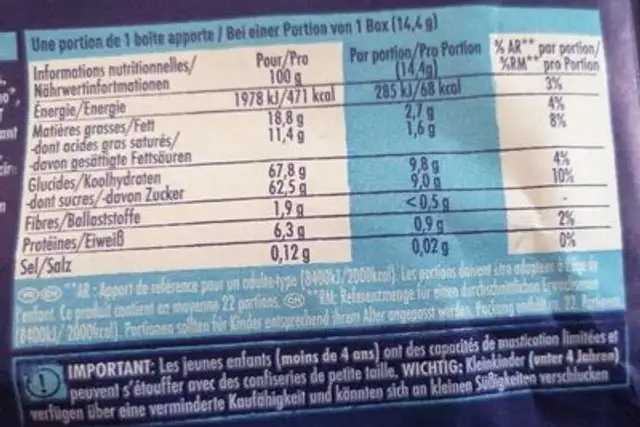 Une portion de 1 boîte apporte / Bei einer Portion von 1 Box (14,4 g)
Informations nutritionnelles/ Pour/Pro Par portion/Pro Portion % AR** par portion/
Nährwertinfortmationen 100 g (14,4g) %RM** pro Portion
Énergie/Energie 1978 kJ/471 kcal 285 kJ/68 kcal 3%
Matières grasses/Fett 18,8 g 2,7 g 4%
-dont acides gras saturés/ 11,4 g 1,6 g 8%
-davon gesättigte Fettsäuren
Glucides/Koolhydraten 67,8 g 9,8 g 4%
-dont sucres/-davon Zucker 62,5 g 9,0 g 10%
Fibres/Ballaststoffe 1,9 g <0,5 g -
Protéines/Eiweiß 6,3 g 0,9 g 2%
Sel/Salz 0,12 g 0,02 g 0%
**AR : Apport de référence pour un adulte-type (8400kJ/2000kcal). Les portions doivent être adaptées à l'âge de
l'enfant. Ce produit contient en moyenne 22 portions. CH **RM: Referenzmenge für einen durchschnittlichen Erwachsenen
(8400kJ/2000kcal). Portionen sollten für Kinder entsprechend ihrem Alter angepasst werden. Packung enthält ca. 22 Portionen
IMPORTANT: Les jeunes enfants (moins de 4 ans) ont des capacités de mastication limitées et
peuvent s'étouffer avec des confiseries de petite taille. WICHTIG: Kleinkinder (unter 4 Jahren)
verfügen über eine verminderte Kaufähigkeit und könnten sich an kleinen Süßigkeiten verschlucken